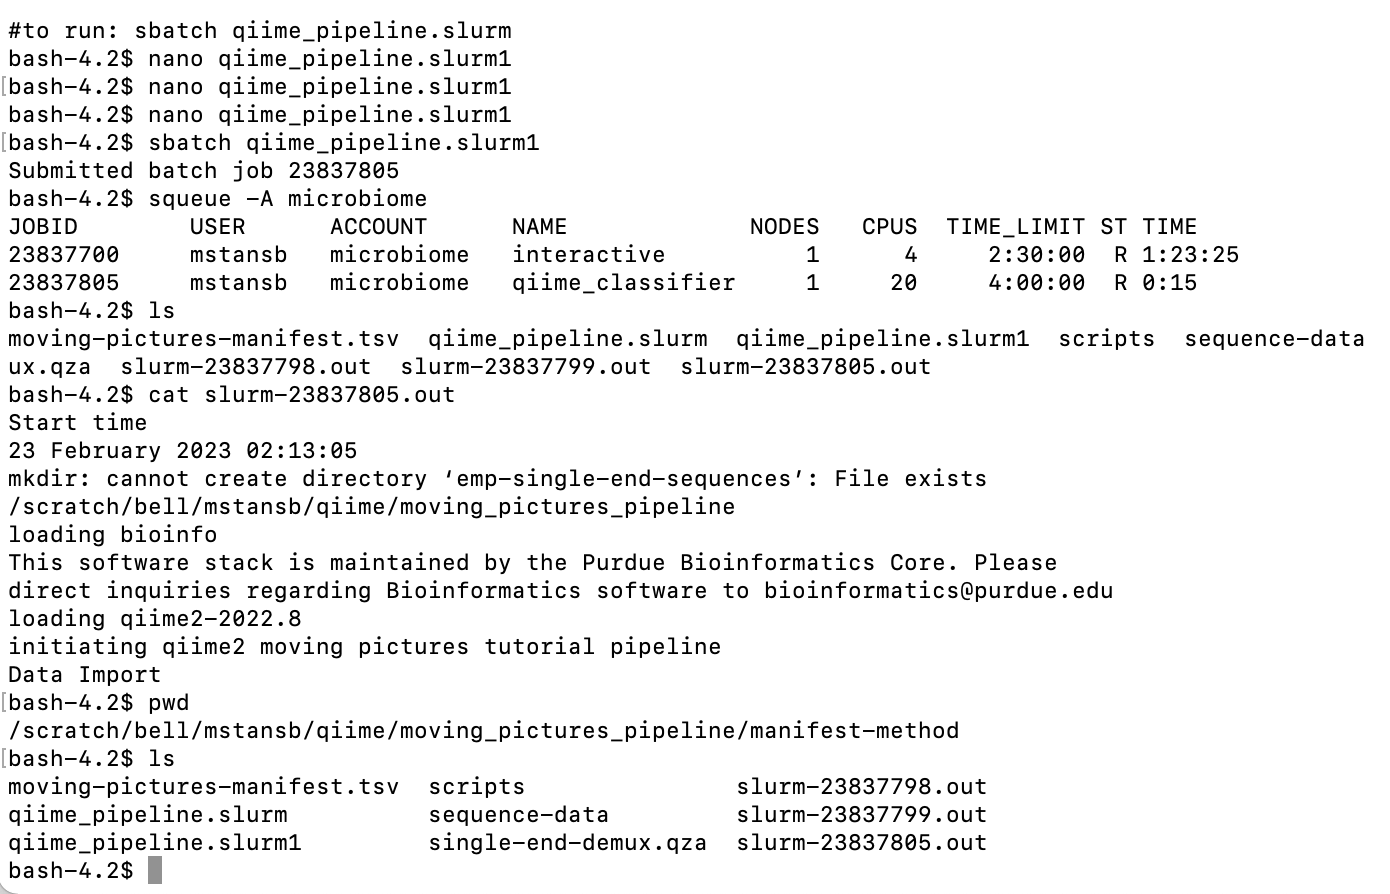 #to run: sbatch qiime_pipeline.slurm
bash-4.2$ nano qiime_pipeline.slurm1
[bash-4.2$ nano qiime_pipeline.slurm1
bash-4.2$ nano qiime_pipeline.slurm1
[bash-4.2$ sbatch qiime_pipeline.slurm1
Submitted batch job 23837805
bash-4.2$ squeue -A microbiome
JOBID        USER      ACCOUNT      NAME             NODES   CPUS  TIME_LIMIT ST TIME
23837700     mstansb   microbiome   interactive          1      4     2:30:00  R 1:23:25
23837805     mstansb   microbiome   qiime_classifier     1     20     4:00:00  R 0:15
bash-4.2$ ls
moving-pictures-manifest.tsv  qiime_pipeline.slurm  qiime_pipeline.slurm1  scripts  sequence-data
ux.qza  slurm-23837798.out  slurm-23837799.out  slurm-23837805.out
bash-4.2$ cat slurm-23837805.out
Start time
23 February 2023 02:13:05
mkdir: cannot create directory ‘emp-single-end-sequences’: File exists
/scratch/bell/mstansb/qiime/moving_pictures_pipeline
loading bioinfo
This software stack is maintained by the Purdue Bioinformatics Core. Please
direct inquiries regarding Bioinformatics software to bioinformatics@purdue.edu
loading qiime2-2022.8
initiating qiime2 moving pictures tutorial pipeline
Data Import
[bash-4.2$ pwd
/scratch/bell/mstansb/qiime/moving_pictures_pipeline/manifest-method
[bash-4.2$ ls
moving-pictures-manifest.tsv  scripts               slurm-23837798.out
qiime_pipeline.slurm          sequence-data         slurm-23837799.out
qiime_pipeline.slurm1         single-end-demux.qza  slurm-23837805.out
bash-4.2$